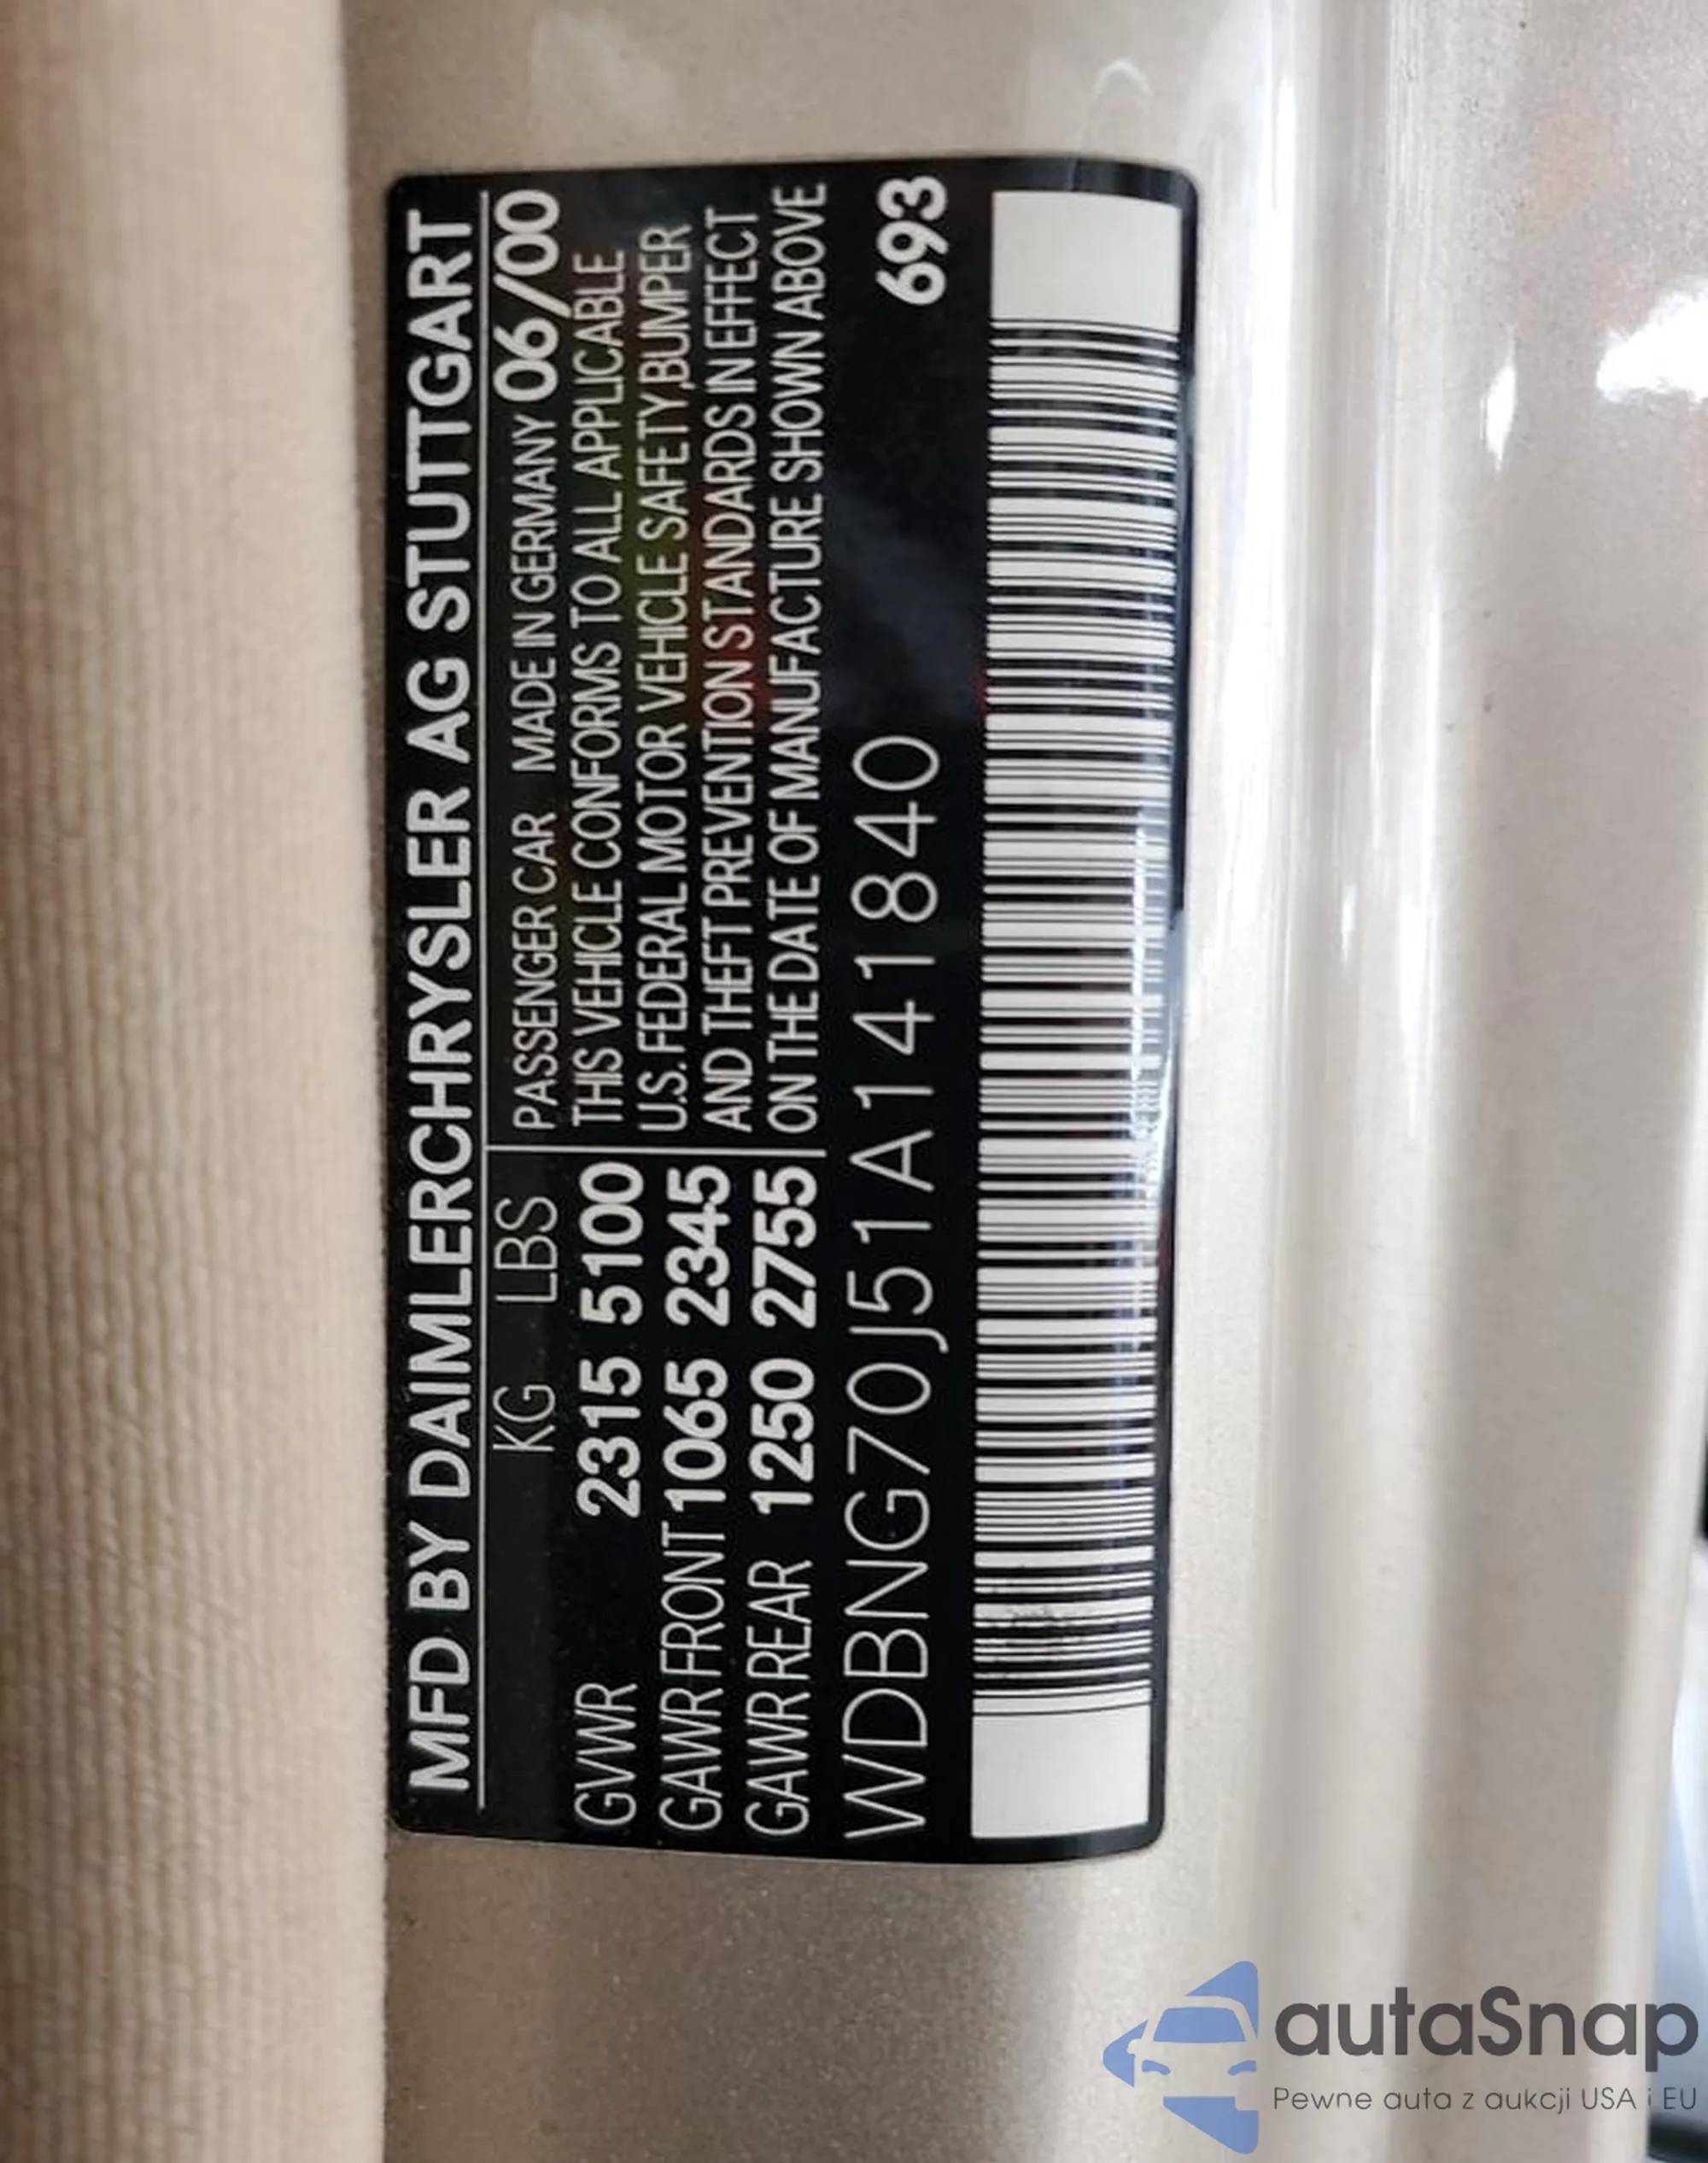 MFD BY DAIMLERCHRYSLER AG STUTTGART
KG LBS
GVWR 2315 5100
GAWR FRONT 1065 2345
GAWR REAR 1250 2755
PASSENGER CAR MADE IN GERMANY 06/00
THIS VEHICLE CONFORMS TO ALL APPLICABLE
U.S. FEDERAL MOTOR VEHICLE SAFETY,BUMPER
AND THEFT PREVENTION STANDARDS IN EFFECT
ON THE DATE OF MANUFACTURE SHOWN ABOVE
WDBNG70J51A141840 693
autaSnap
Pewne auta z aukcji USA i EU